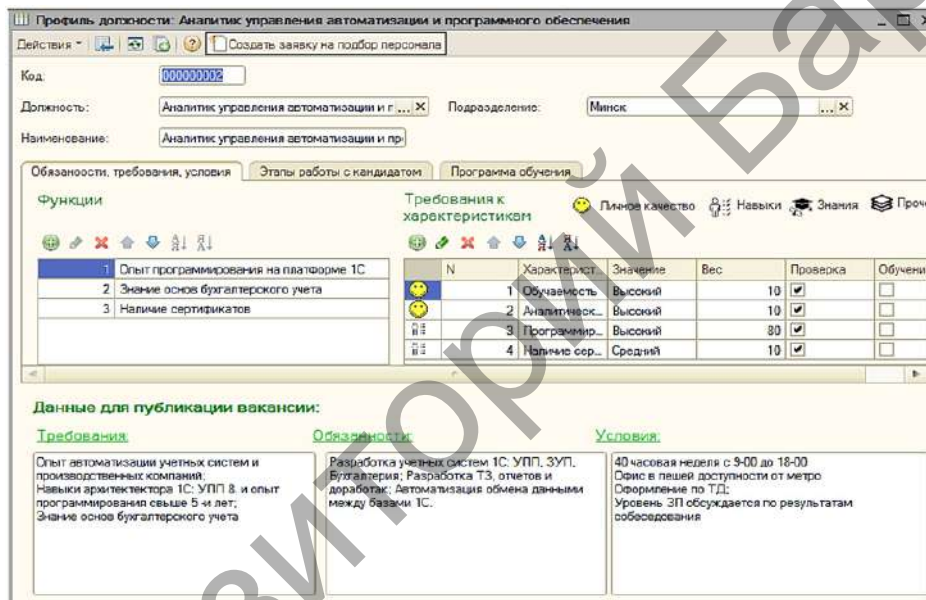 Профиль должности: Аналитик управления автоматизации и программного обеспечения
Действия
Создать заявку на подбор персонала
Код:
000000002
Должность:
Аналитик управления автоматизации и г ...
Подразделение:
Минск ...
Наименование:
Аналитик управления автоматизации и пр
Обязаности, требования, условия
Этапы работы с кандидатом
Программа обучения
Функции
Требования к
характеристикам
Личное качество
Навыки
Знания
Проч
1 Опыт программирования на платформе 1С
2 Знание основ бухгалтерского учета
3 Наличие сертификатов
N Характерист... Значение Вес Проверка Обучени
1 Обучаемость Высокий 10
2 Аналитическ... Высокий 10
3 Программир... Высокий 80
4 Наличие сер... Средний 10
Данные для публикации вакансии:
Требования:
Опыт автоматизации учетных систем и
производственных компаний;
Навыки архитектектора 1С: УПП 8. и опыт
программирования свыше 5-и лет;
Знание основ бухгалтерского учета
Обязанности:
Разработка учетных систем 1С: УПП, ЗУП,
Бухгалтерия; Разработка ТЗ, отчетов и
доработак; Автоматизация обмена данными
между базами 1С.
Условия:
40 часовая неделя с 9-00 до 18-00
Офис в пешей доступности от метро
Оформление по ТД;
Уровень ЗП обсуждается по результатам
собеседования